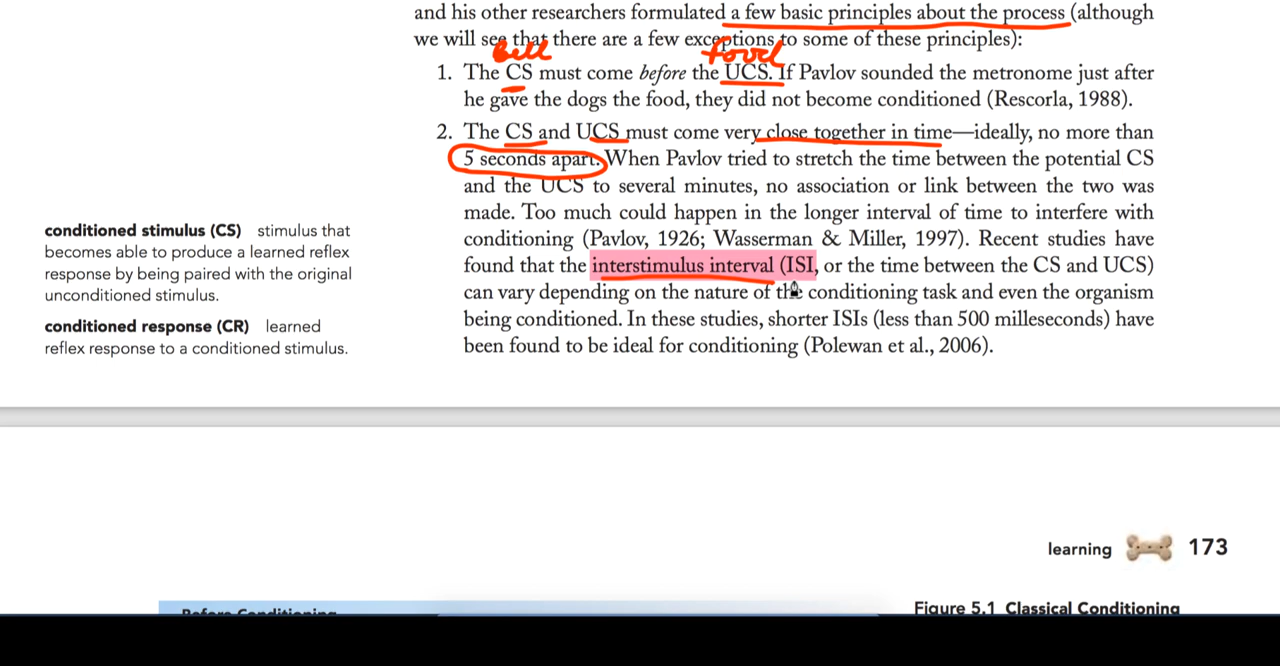 and his other researchers formulated a few basic principles about the process (although
we will see that there are a few exceptions to some of these principles):
Bell food
1. The CS must come before the UCS. If Pavlov sounded the metronome just after
he gave the dogs the food, they did not become conditioned (Rescorla, 1988).
2. The CS and UCS must come very close together in time—ideally, no more than
5 seconds apart. When Pavlov tried to stretch the time between the potential CS
and the UCS to several minutes, no association or link between the two was
made. Too much could happen in the longer interval of time to interfere with
conditioning (Pavlov, 1926; Wasserman & Miller, 1997). Recent studies have
found that the interstimulus interval (ISI, or the time between the CS and UCS)
can vary depending on the nature of the conditioning task and even the organism
being conditioned. In these studies, shorter ISIs (less than 500 milleseconds) have
been found to be ideal for conditioning (Polewan et al., 2006).
conditioned stimulus (CS) stimulus that
becomes able to produce a learned reflex
response by being paired with the original
unconditioned stimulus.
conditioned response (CR) learned
reflex response to a conditioned stimulus.
learning 173
Before Conditioning
Figure 5.1 Classical Conditioning